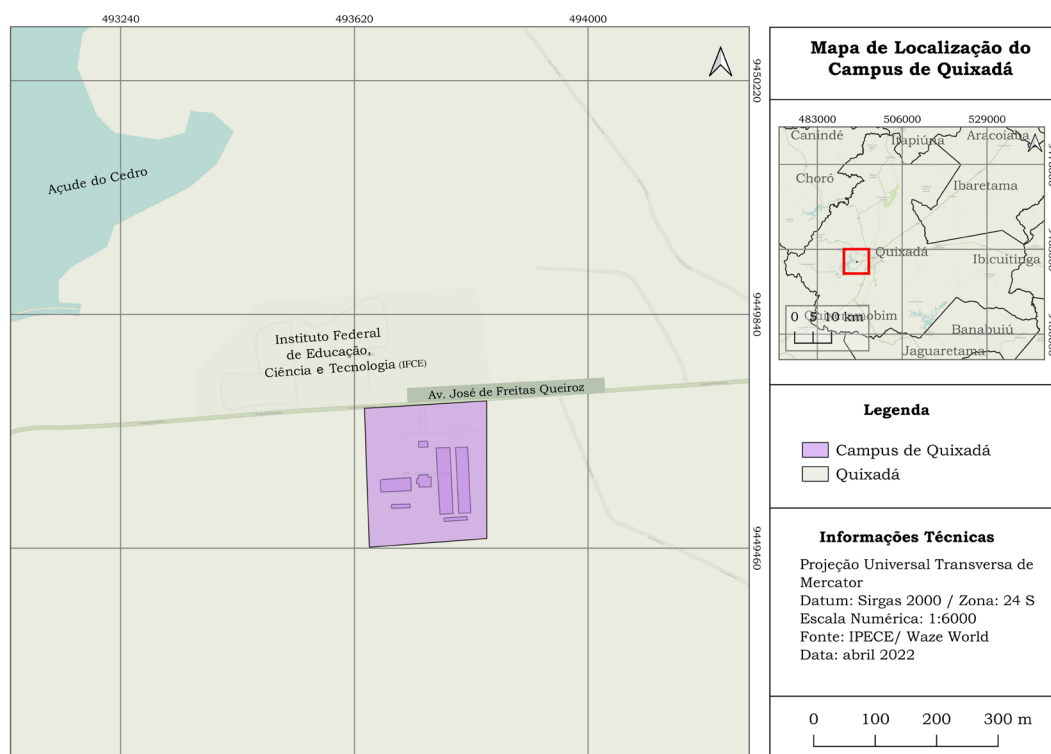 493240
493620
494000
9450220
9449840
9449460
Açude do Cedro
Instituto Federal
de Educação,
Ciência e Tecnologia (IFCE)
Av. José de Freitas Queiroz
Mapa de Localização do
Campus de Quixadá
483000
506000
529000
Canindé
Itapiúna
Aracoiaba
Choró
Ibaretama
Quixadá
Ibicuitinga
0 5 10 km
Banabuiú
Jaguaretama
Legenda
Campus de Quixadá
Quixadá
Informações Técnicas
Projeção Universal Transversa de
Mercator
Datum: Sirgas 2000 / Zona: 24 S
Escala Numérica: 1:6000
Fonte: IPECE/ Waze World
Data: abril 2022
0 100 200 300 m